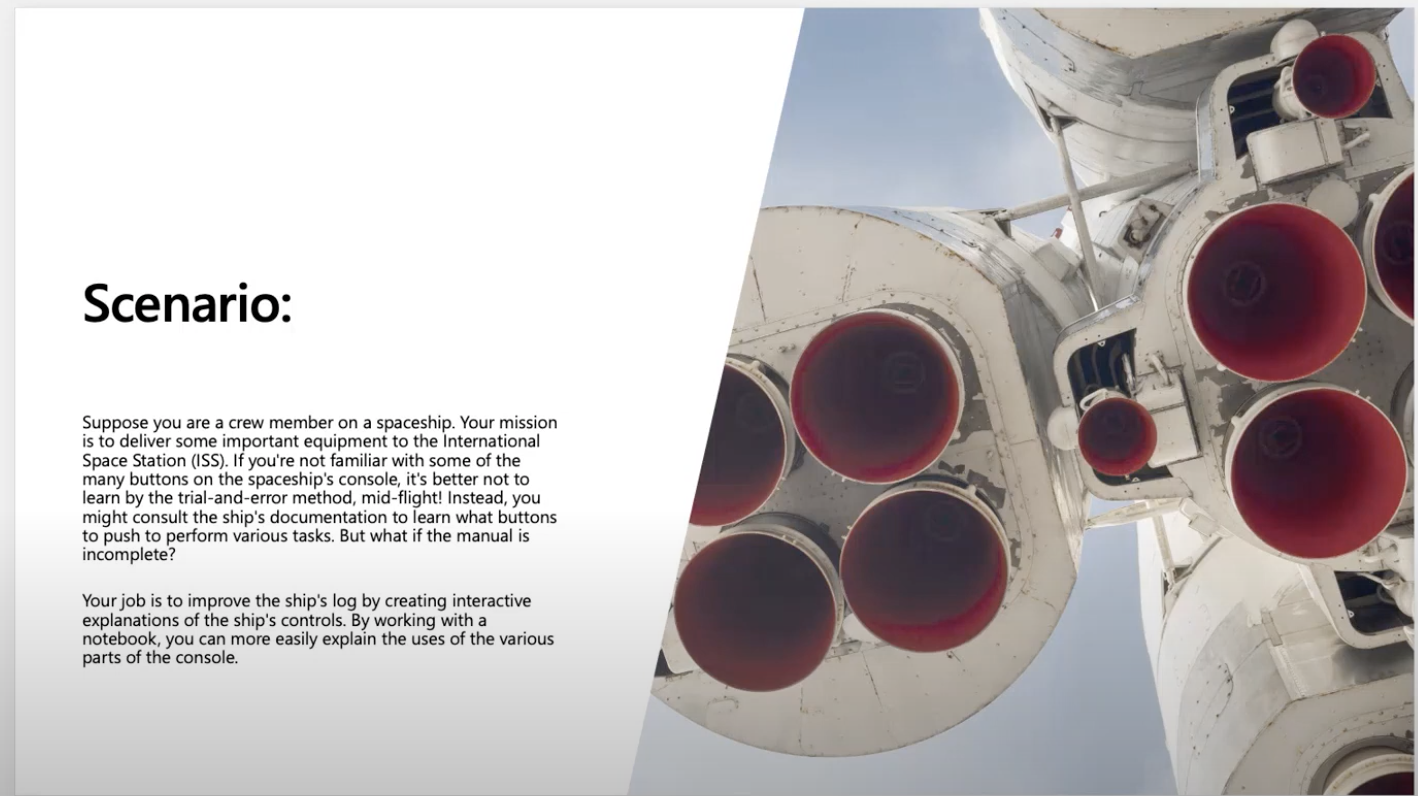 Scenario:
Suppose you are a crew member on a spaceship. Your mission
is to deliver some important equipment to the International
Space Station (ISS). If you're not familiar with some of the
many buttons on the spaceship's console, it's better not to
learn by the trial-and-error method, mid-flight! Instead, you
might consult the ship's documentation to learn what buttons
to push to perform various tasks. But what if the manual is
incomplete?
Your job is to improve the ship's log by creating interactive
explanations of the ship's controls. By working with a
notebook, you can more easily explain the uses of the various
parts of the console.